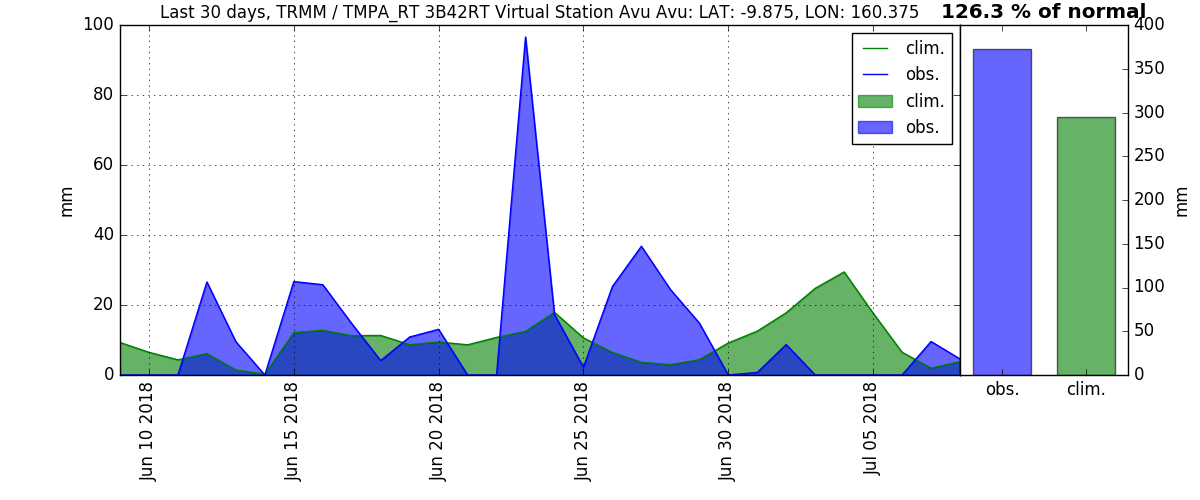 Last 30 days, TRMM / TMPA_RT 3B42RT Virtual Station Avu Avu: LAT: -9.875, LON: 160.375
126.3 % of normal
100
80
60
40
20
0
mm
clim.
obs.
clim.
obs.
Jun 10 2018
Jun 15 2018
Jun 20 2018
Jun 25 2018
Jun 30 2018
Jul 05 2018
400
350
300
250
200
150
100
50
0
mm
obs.
clim.